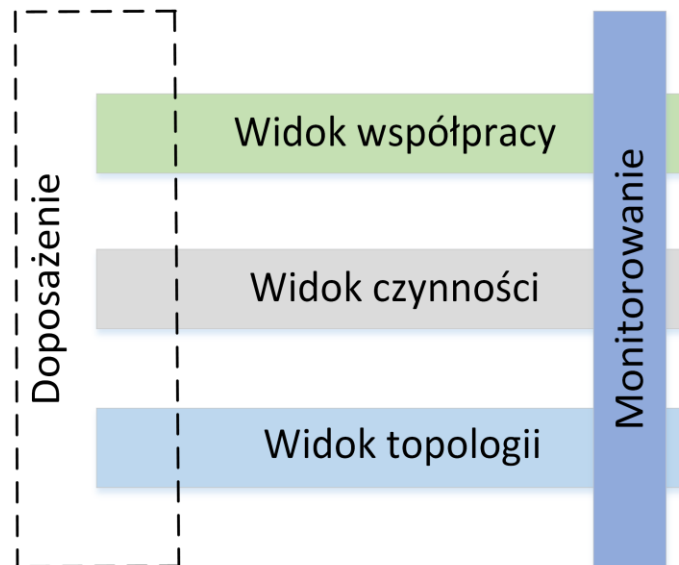 Doposażenie
Widok współpracy
Widok czynności
Widok topologii
Monitorowanie